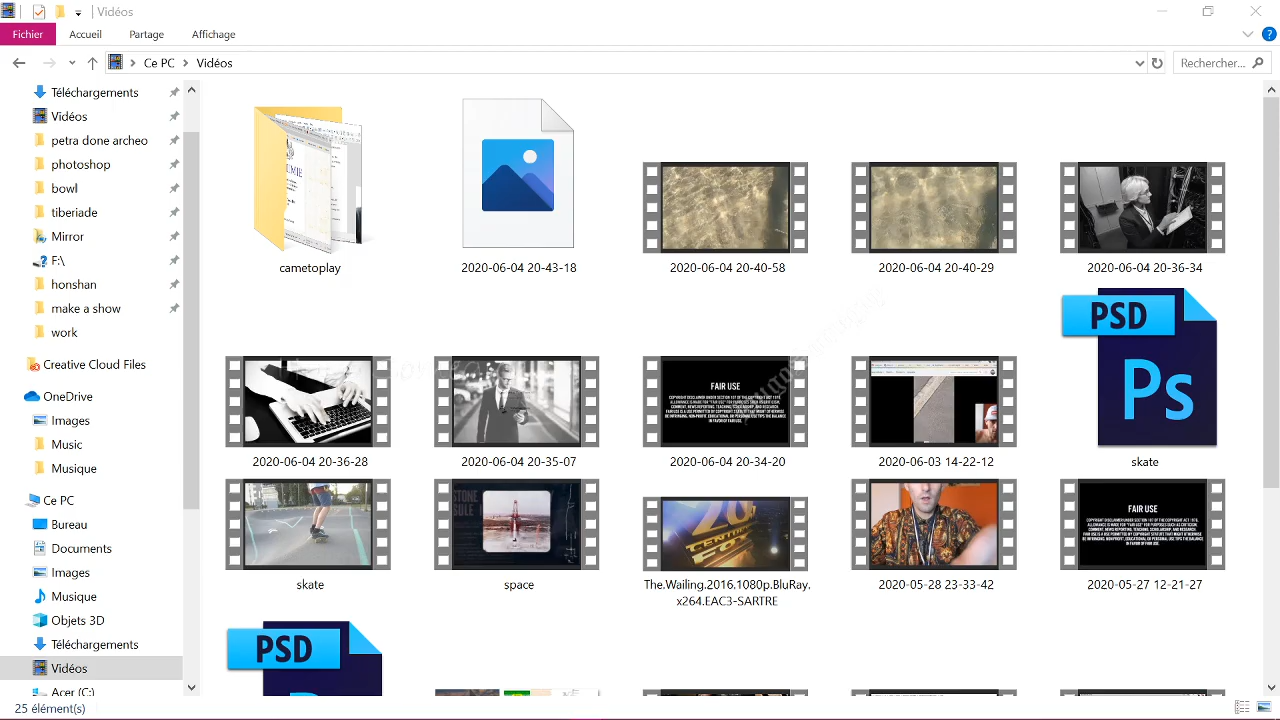 Vidéos
Fichier Accueil Partage Affichage
Ce PC Vidéos
Rechercher...
Téléchargements
Vidéos
petra done archeo
photoshop
bowl
thumb
Mirror
F:\
harshan
make a show
work
Creative Cloud Files
OneDrive
Images
Music
Musique
Ce PC
Bureau
Documents
Images
Musique
Objets 3D
Téléchargements
Vidéos
cametoplay
2020-06-04 20-43-18
2020-06-04 20-40-58
2020-06-04 20-40-29
2020-06-04 20-36-34
FAIR USE
PSD
Ps
2020-06-04 20-36-28
2020-06-04 20-35-07
2020-06-04 20-34-20
2020-06-03 14-22-12
skate
FAIR USE
skate
space
The.Wailing.2016.1080p.BluRay.
x264.EAC3-SARTRE
2020-05-28 23-33-42
2020-05-27 12-21-27
PSD
25 élément(s)